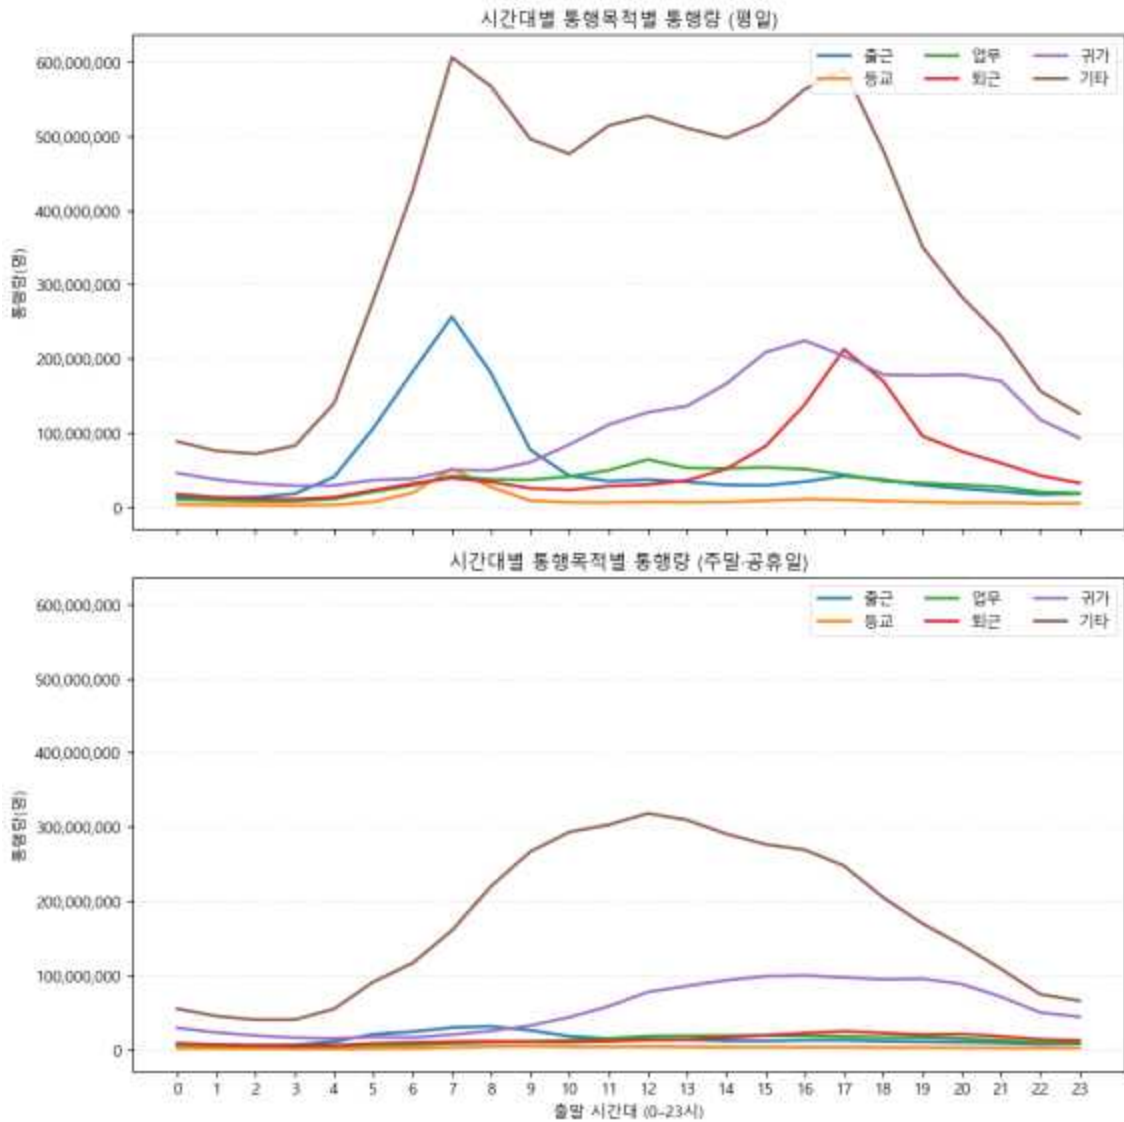 시간대별 통행목적별 통행량 (평일)
출근 업무 귀가
등교 퇴근 기타
600,000,000
500,000,000
400,000,000
300,000,000
200,000,000
100,000,000
0
통행량(명)
시간대별 통행목적별 통행량 (주말·공휴일)
출근 업무 귀가
등교 퇴근 기타
600,000,000
500,000,000
400,000,000
300,000,000
200,000,000
100,000,000
0
통행량(명)
0 1 2 3 4 5 6 7 8 9 10 11 12 13 14 15 16 17 18 19 20 21 22 23
출발 시간대 (0–23시)